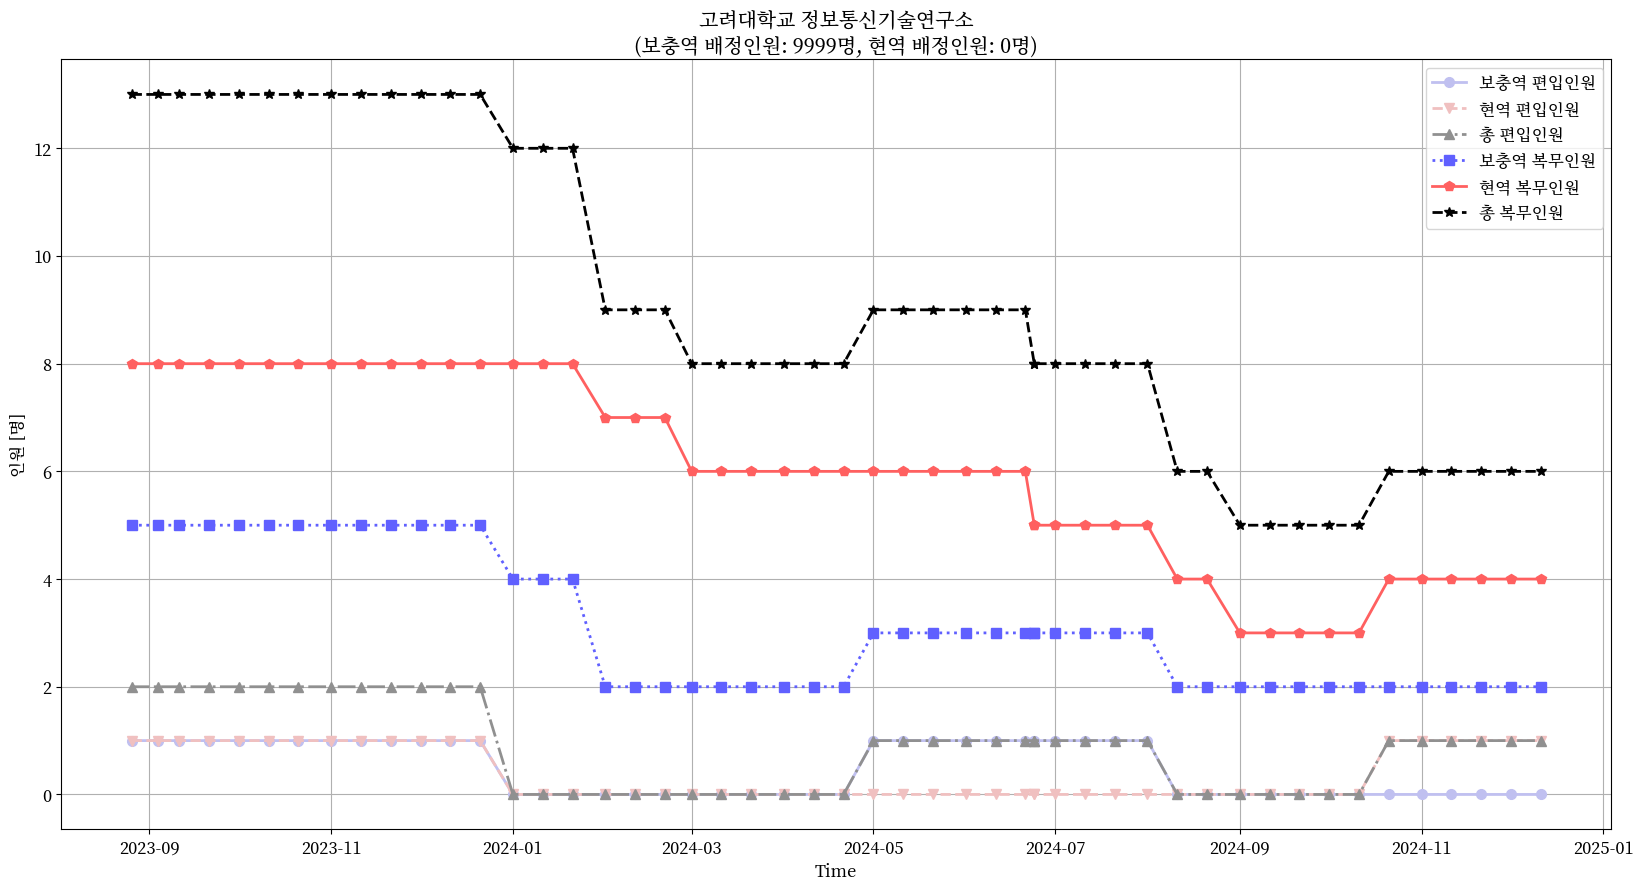 고려대학교 정보통신기술연구소
(보충역 배정인원: 9999명, 현역 배정인원: 0명)
보충역 편입인원
현역 편입인원
총 편입인원
보충역 복무인원
현역 복무인원
총 복무인원
인원 [명]
12
10
8
6
4
2
0
2023-09
2023-11
2024-01
2024-03
2024-05
2024-07
2024-09
2024-11
2025-01
Time